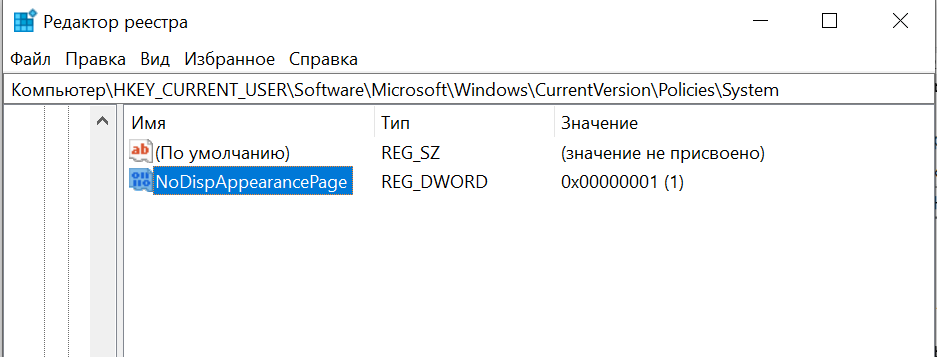 Редактор реестра
Файл Правка Вид Избранное Справка
Компьютер\HKEY_CURRENT_USER\Software\Microsoft\Windows\CurrentVersion\Policies\System
Имя Тип Значение
(По умолчанию) REG_SZ (значение не присвоено)
NoDispAppearancePage REG_DWORD 0x00000001 (1)